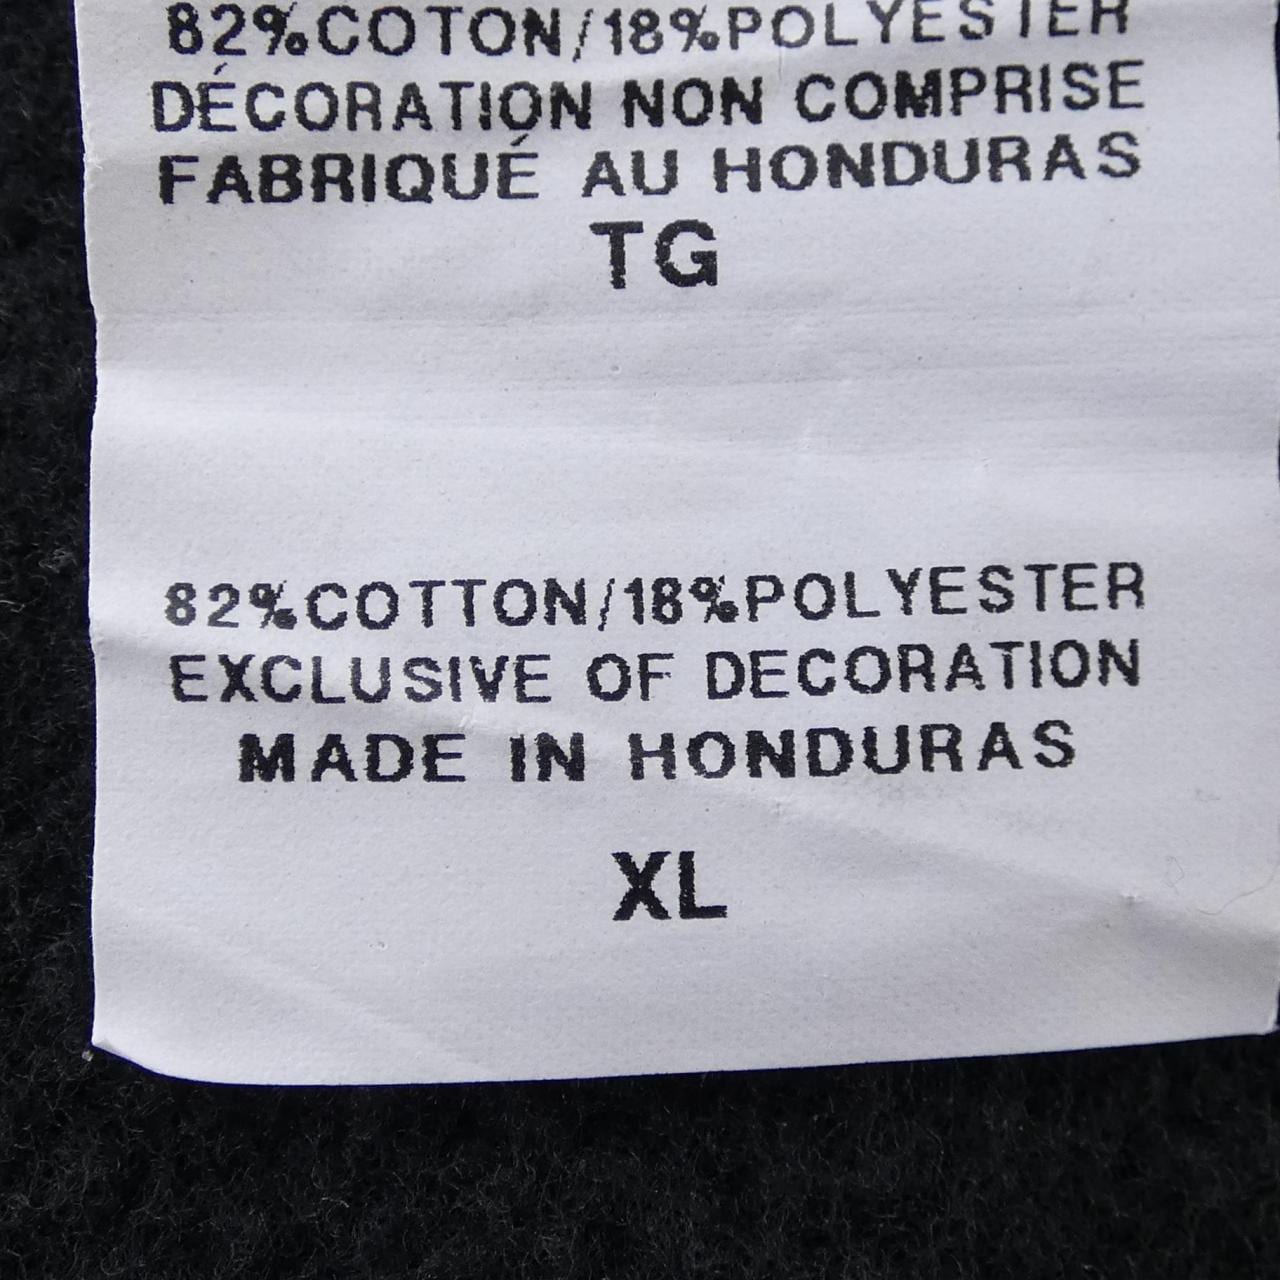 82%COTON/18%POLYESTER
DÉCORATION NON COMPRISE
FABRIQUÉ AU HONDURAS
TG
82%COTTON/18%POLYESTER
EXCLUSIVE OF DECORATION
MADE IN HONDURAS
XL